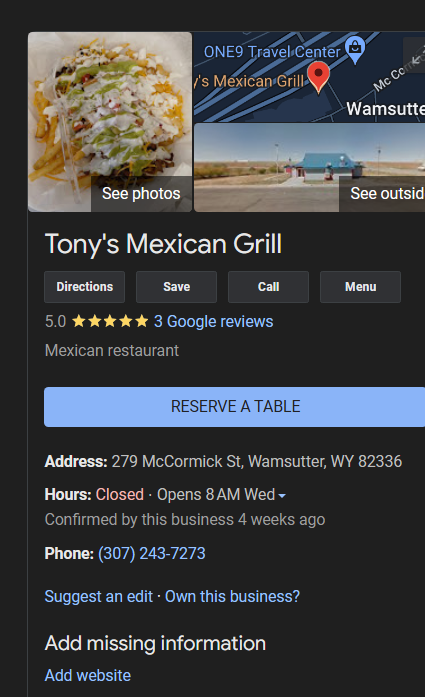 ONE9 Travel Center
y's Mexican Grill
Mc Cor
Wamsutte
See photos
See outsid
Tony's Mexican Grill
Directions Save Call Menu
5.0 3 Google reviews
Mexican restaurant
RESERVE A TABLE
Address: 279 McCormick St, Wamsutter, WY 82336
Hours: Closed · Opens 8 AM Wed
Confirmed by this business 4 weeks ago
Phone: (307) 243-7273
Suggest an edit · Own this business?
Add missing information
Add website